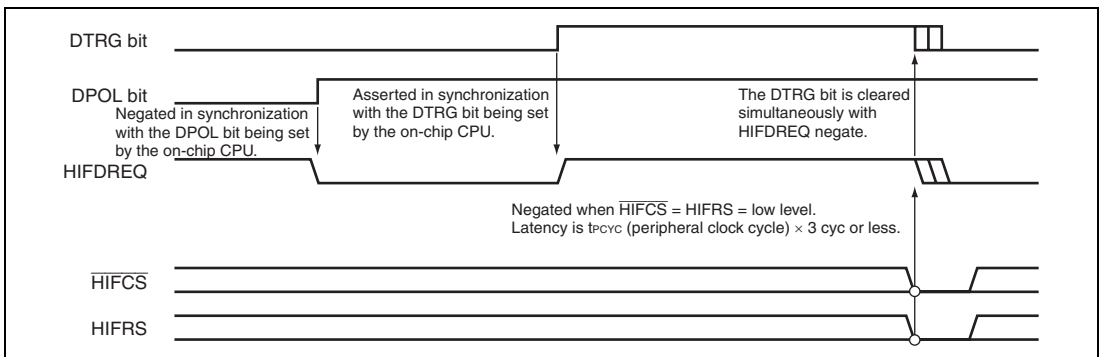 DTRG bit
DPOL bit
Negated in synchronization
with the DPOL bit being set
by the on-chip CPU.
Asserted in synchronization
with the DTRG bit being set
by the on-chip CPU.
The DTRG bit is cleared
simultaneously with
HIFDREQ negate.
HIFDREQ
Negated when HIFCS = HIFRS = low level.
Latency is tPCYC (peripheral clock cycle) × 3 cyc or less.
HIFCS
HIFRS